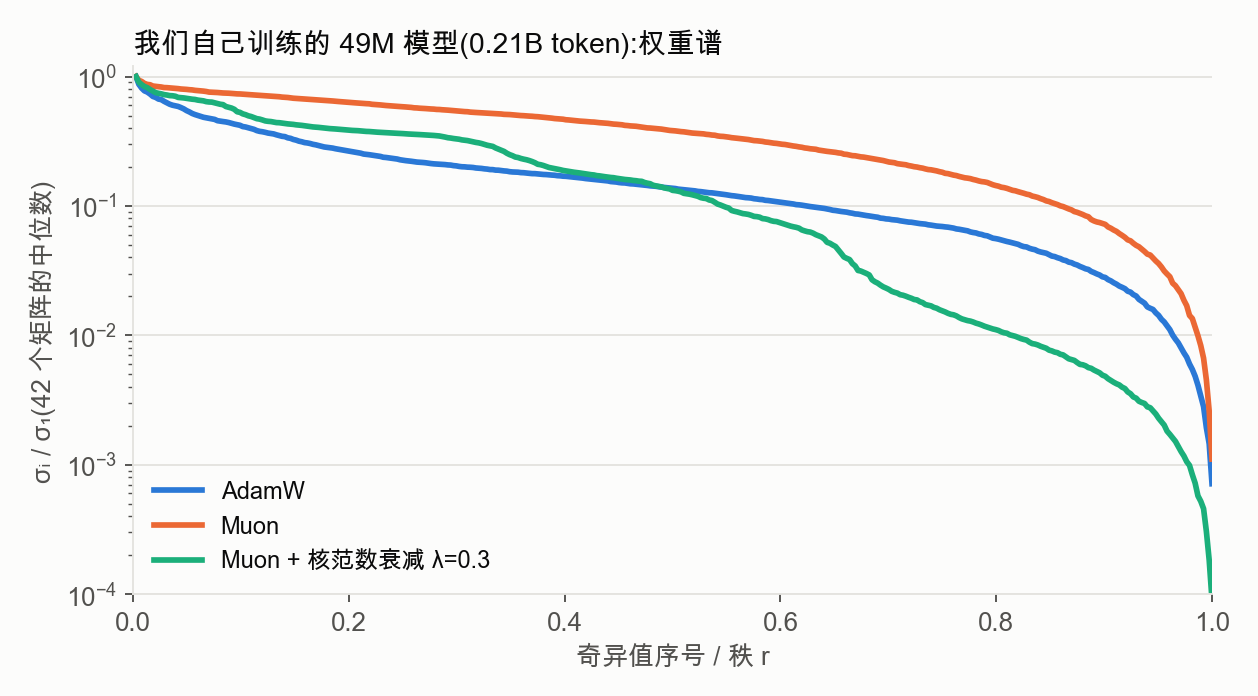 我们自己训练的 49M 模型(0.21B token):权重谱
σᵢ / σ₁(42 个矩阵的中位数)
10⁰
10⁻¹
10⁻²
10⁻³
10⁻⁴
AdamW
Muon
Muon + 核范数衰减 λ=0.3
0.0 0.2 0.4 0.6 0.8 1.0
奇异值序号 / 秩 r